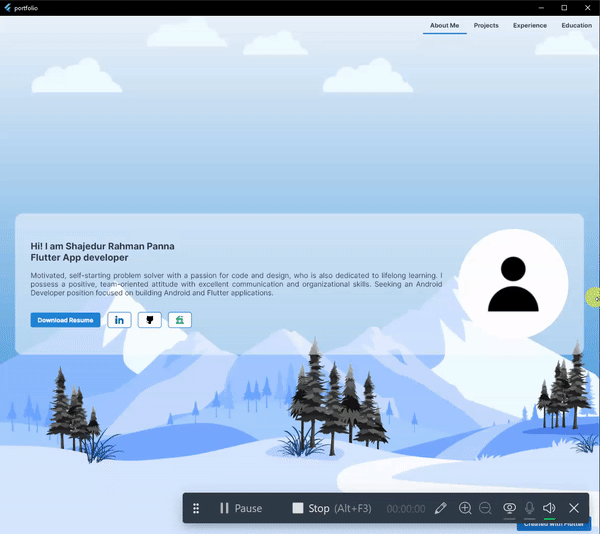 portfolio
About Me Projects Experience Education
Hi! I am Shajedur Rahman Panna
Flutter App developer
Motivated, self-starting problem solver with a passion for code and design, who is also dedicated to lifelong learning. I
possess a positive, team-oriented attitude with excellent communication and organizational skills. Seeking an Android
Developer position focused on building Android and Flutter applications.
Download Resume in fi
Pause Stop (Alt+F3) 00:00:00
Created with Flutter